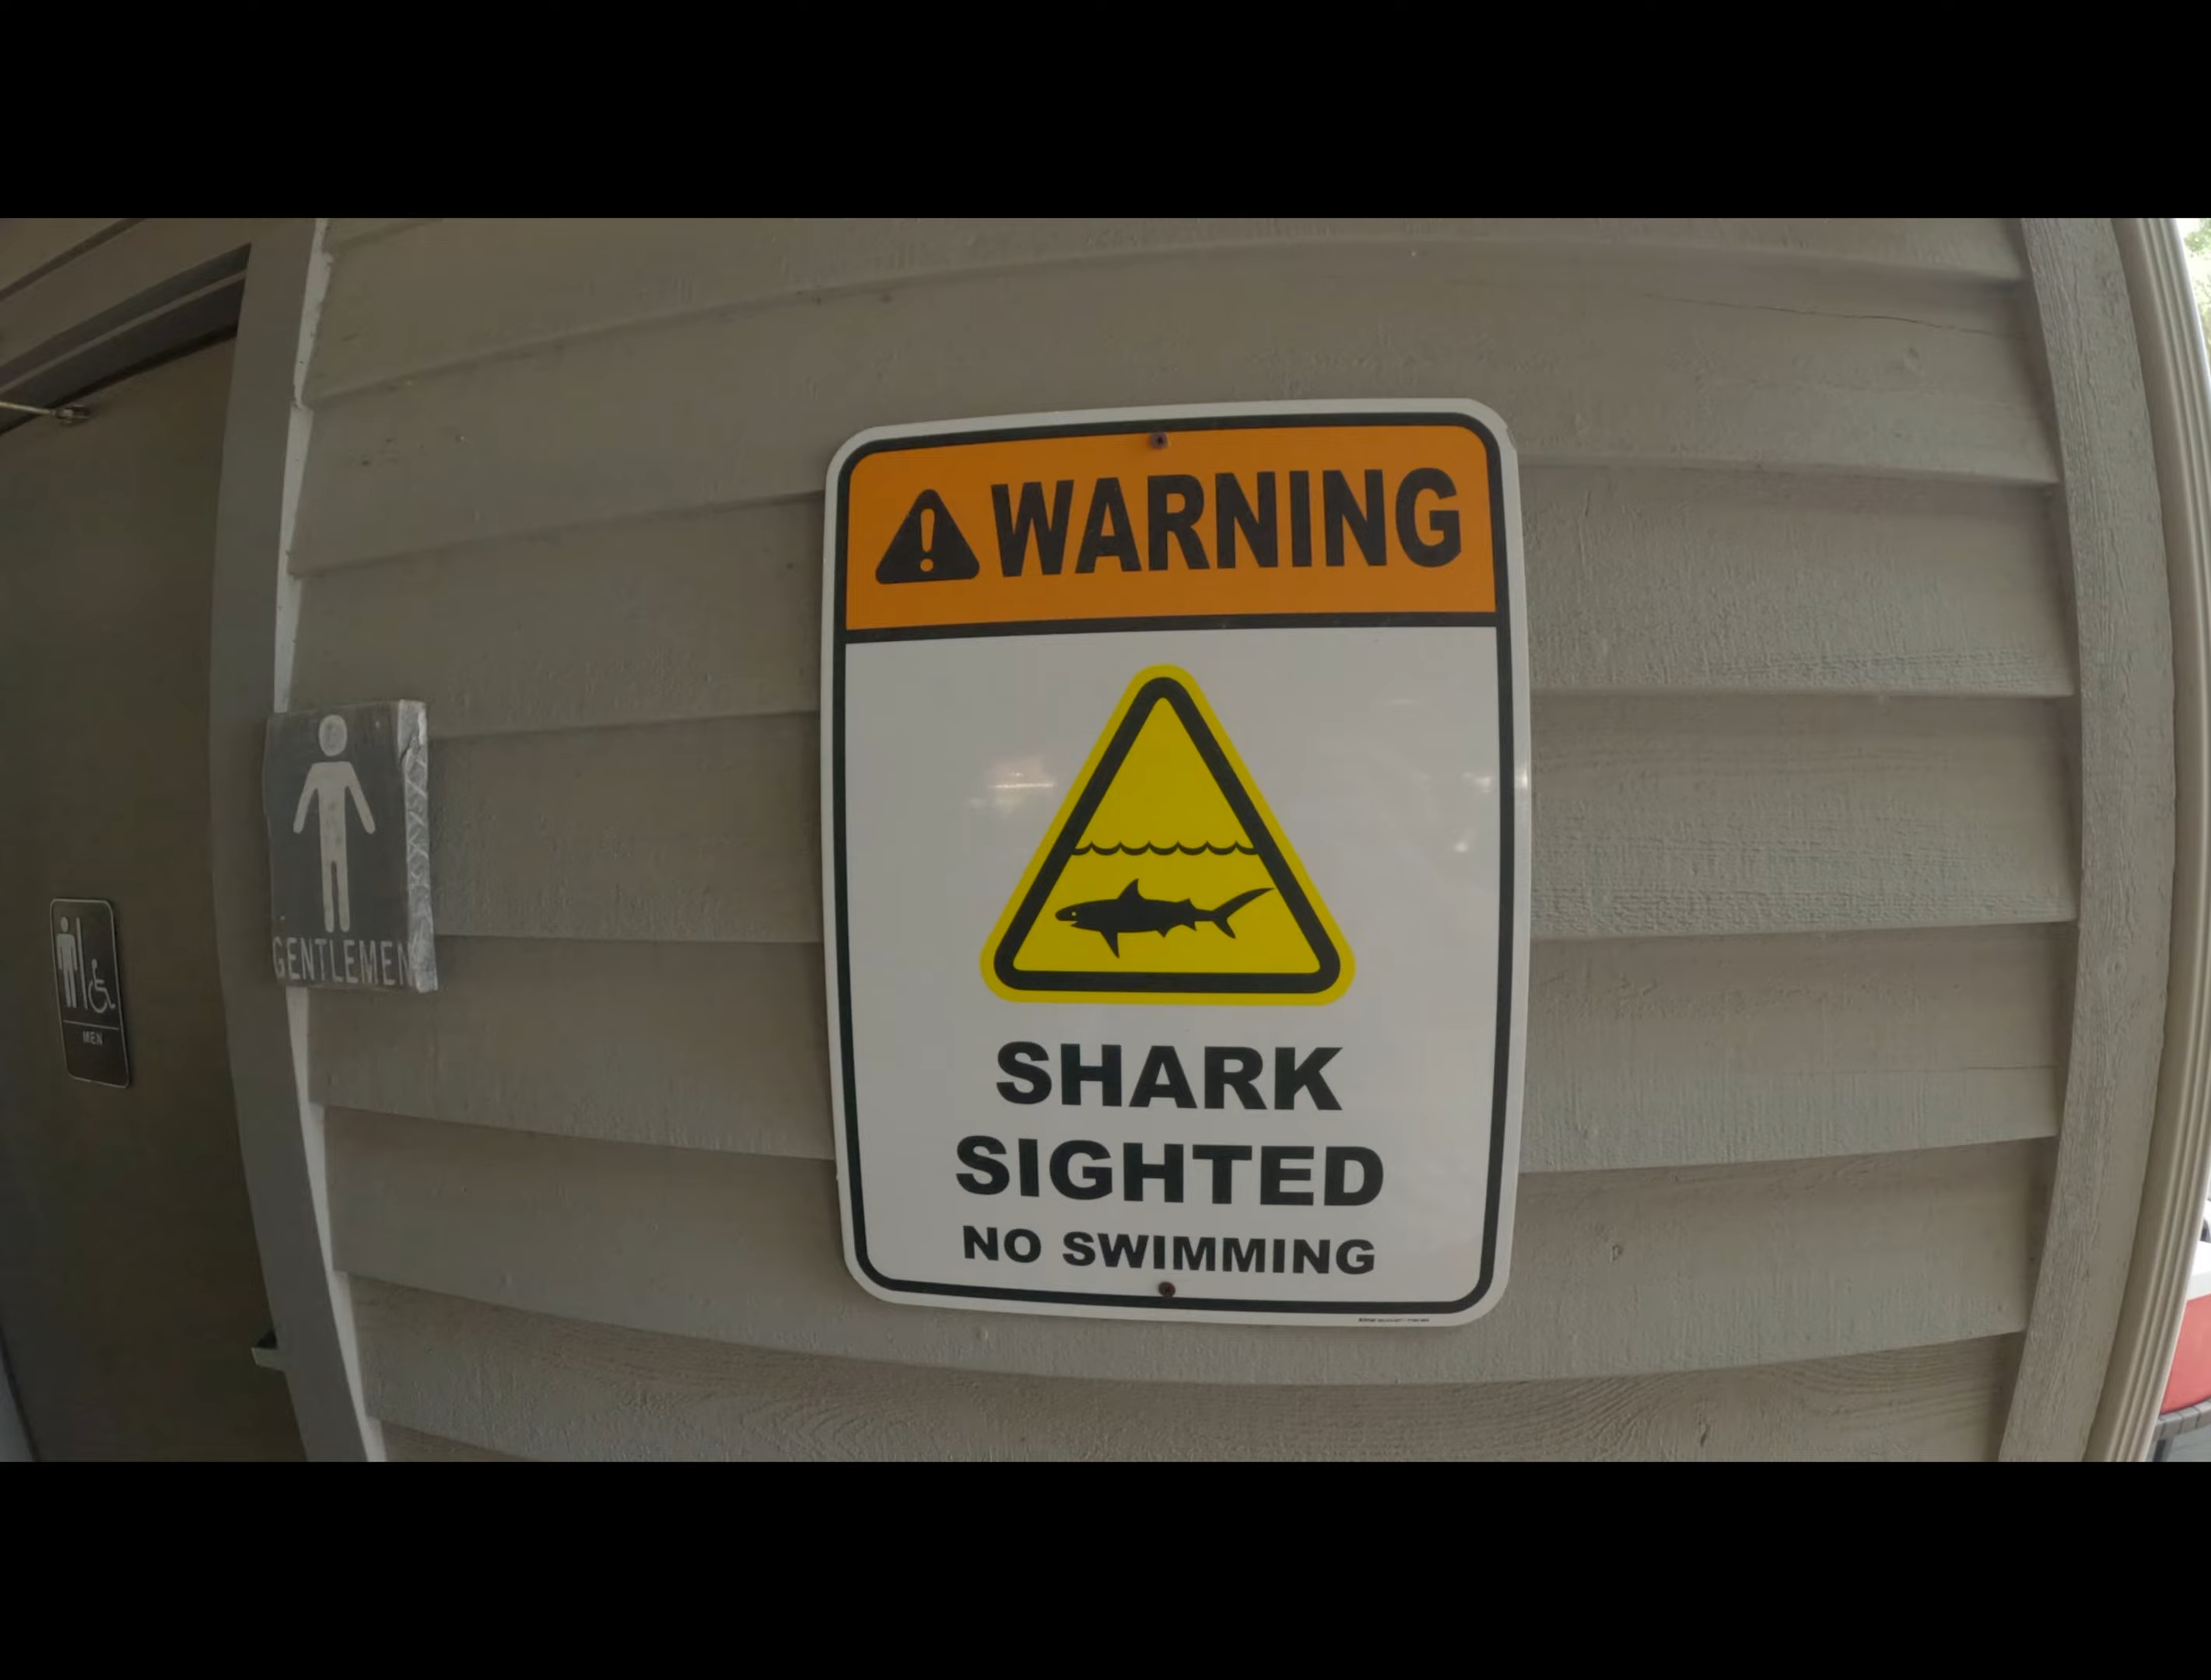 WARNING
SHARK
SIGHTED
NO SWIMMING
GENTLEMEN
MEN